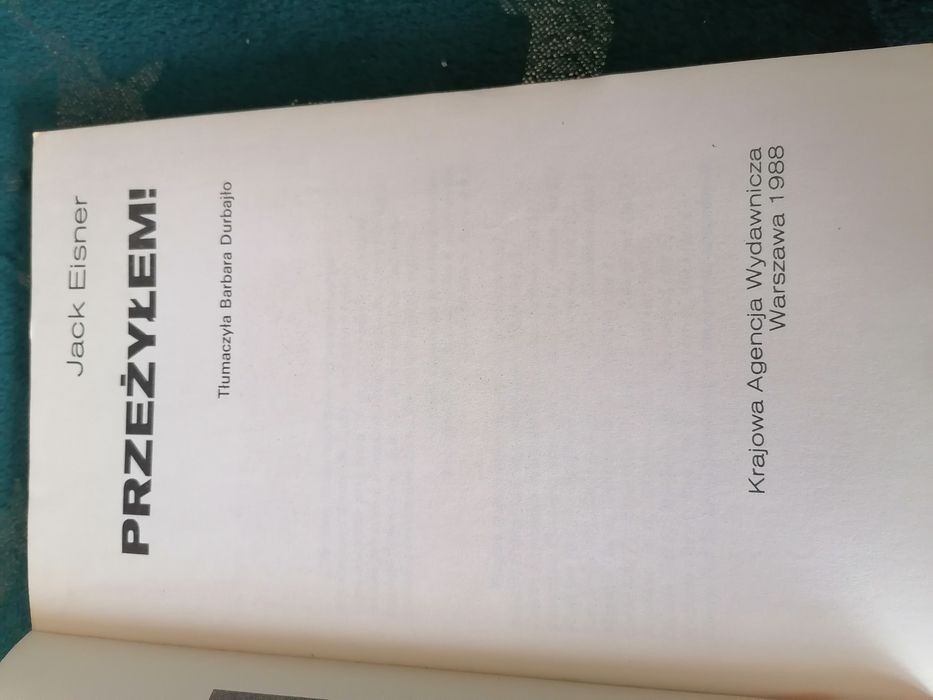 Jack Eisner
PRZEŻYŁEM!
Tłumaczyła Barbara Durbajło
Krajowa Agencja Wydawnicza
Warszawa 1988